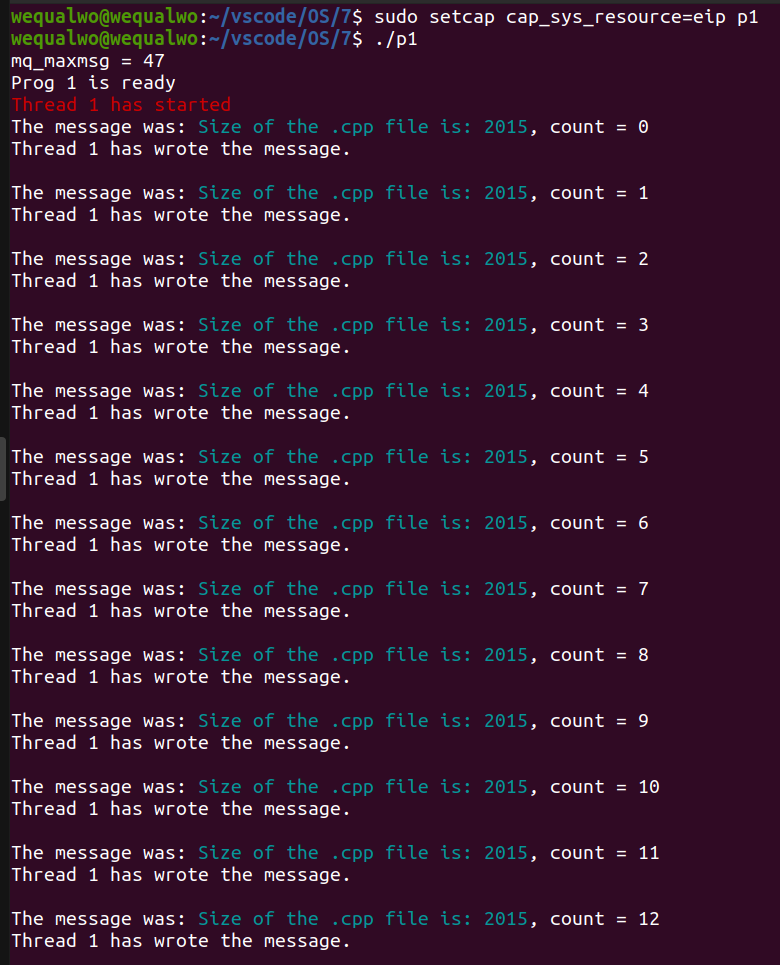 wequalwo@wequalwo:~/vscode/OS/7$ sudo setcap cap_sys_resource=eip p1
wequalwo@wequalwo:~/vscode/OS/7$ ./p1
mq_maxmsg = 47
Prog 1 is ready
Thread 1 has started
The message was: Size of the .cpp file is: 2015, count = 0
Thread 1 has wrote the message.

The message was: Size of the .cpp file is: 2015, count = 1
Thread 1 has wrote the message.

The message was: Size of the .cpp file is: 2015, count = 2
Thread 1 has wrote the message.

The message was: Size of the .cpp file is: 2015, count = 3
Thread 1 has wrote the message.

The message was: Size of the .cpp file is: 2015, count = 4
Thread 1 has wrote the message.

The message was: Size of the .cpp file is: 2015, count = 5
Thread 1 has wrote the message.

The message was: Size of the .cpp file is: 2015, count = 6
Thread 1 has wrote the message.

The message was: Size of the .cpp file is: 2015, count = 7
Thread 1 has wrote the message.

The message was: Size of the .cpp file is: 2015, count = 8
Thread 1 has wrote the message.

The message was: Size of the .cpp file is: 2015, count = 9
Thread 1 has wrote the message.

The message was: Size of the .cpp file is: 2015, count = 10
Thread 1 has wrote the message.

The message was: Size of the .cpp file is: 2015, count = 11
Thread 1 has wrote the message.

The message was: Size of the .cpp file is: 2015, count = 12
Thread 1 has wrote the message.